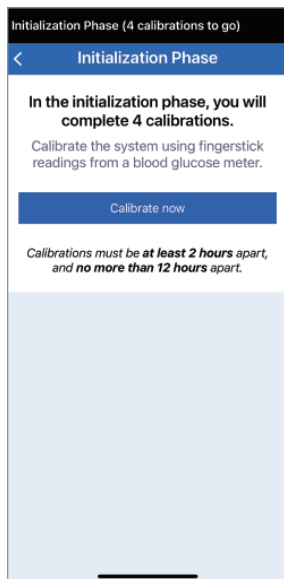 Initialization Phase (4 calibrations to go)
Initialization Phase
In the initialization phase, you will
complete 4 calibrations.
Calibrate the system using fingerstick
readings from a blood glucose meter.
Calibrate now
Calibrations must be at least 2 hours apart,
and no more than 12 hours apart.